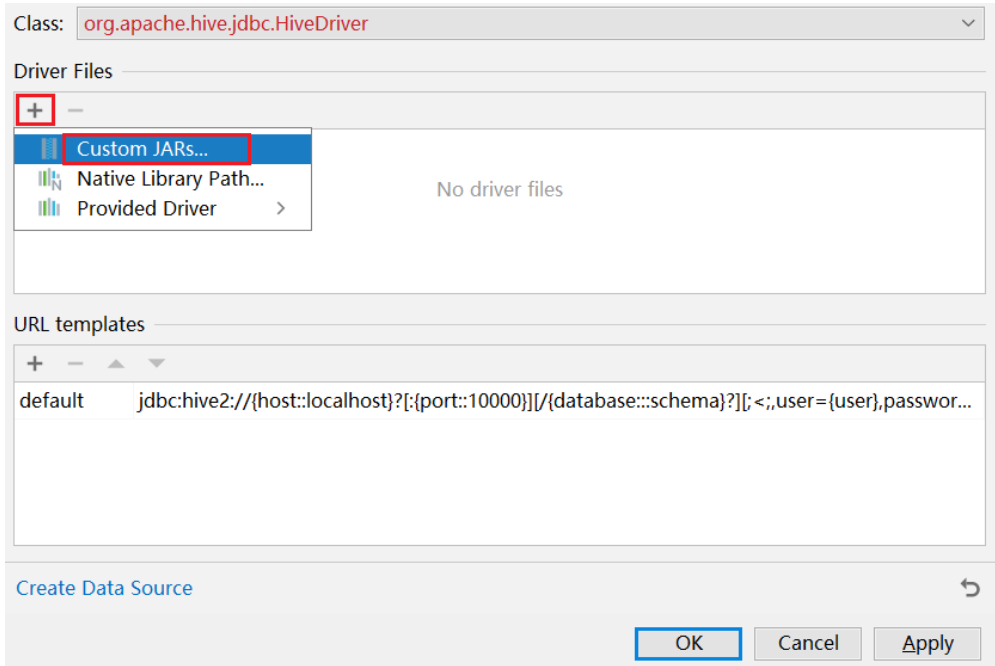 Class: org.apache.hive.jdbc.HiveDriver
Driver Files
Custom JARs...
Native Library Path...
No driver files
Provided Driver
URL templates
default jdbc:hive2://{host::localhost}?[:{port::10000}][/{database:::schema}?][;<;,user={user},passwor...
Create Data Source
OK Cancel Apply